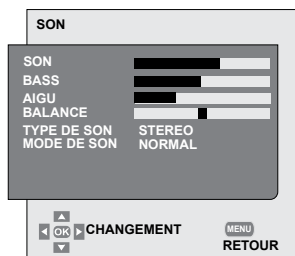 SON
SON
BASS
AIGU
BALANCE
TYPE DE SON STEREO
MODE DE SON NORMAL
OK CHANGEMENT MENU
RETOUR